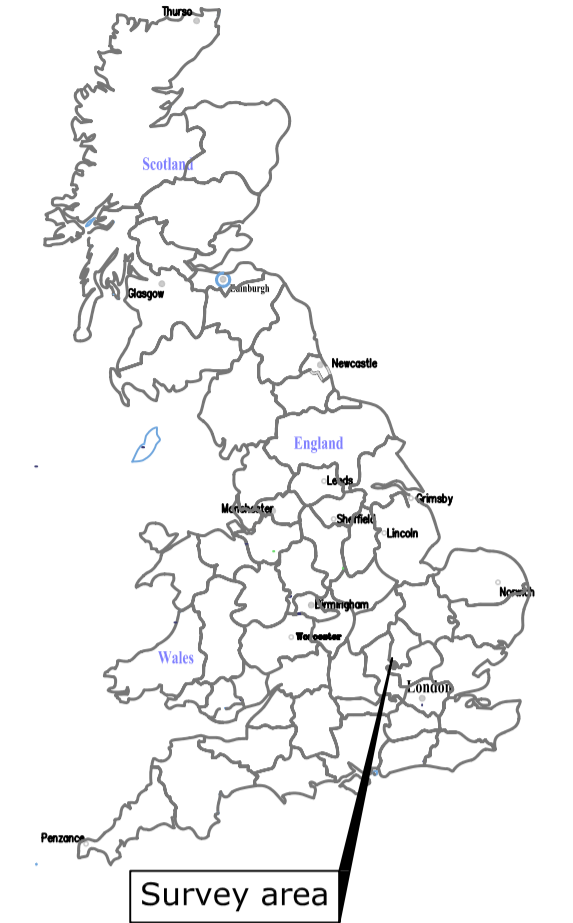 Thurso
Scotland
Glasgow
Edinburgh
Newcastle
England
Leeds
Grimsby
Manchester
Sheffield
Lincoln
Norwich
Birmingham
Worcester
Wales
London
Penzance
Survey area